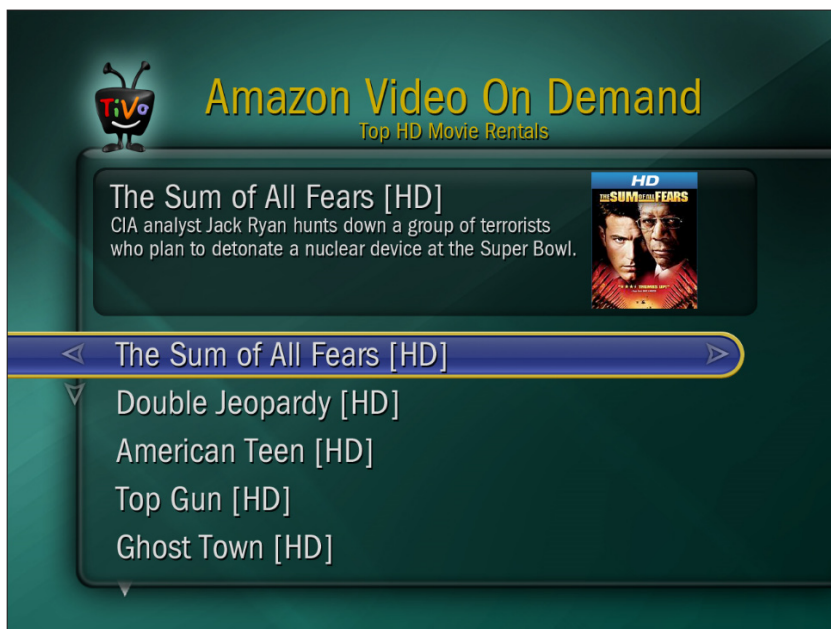 TiVo
Amazon Video On Demand
Top HD Movie Rentals
The Sum of All Fears [HD]
CIA analyst Jack Ryan hunts down a group of terrorists
who plan to detonate a nuclear device at the Super Bowl.
HD
THE SUM OF ALL FEARS
The Sum of All Fears [HD]
Double Jeopardy [HD]
American Teen [HD]
Top Gun [HD]
Ghost Town [HD]